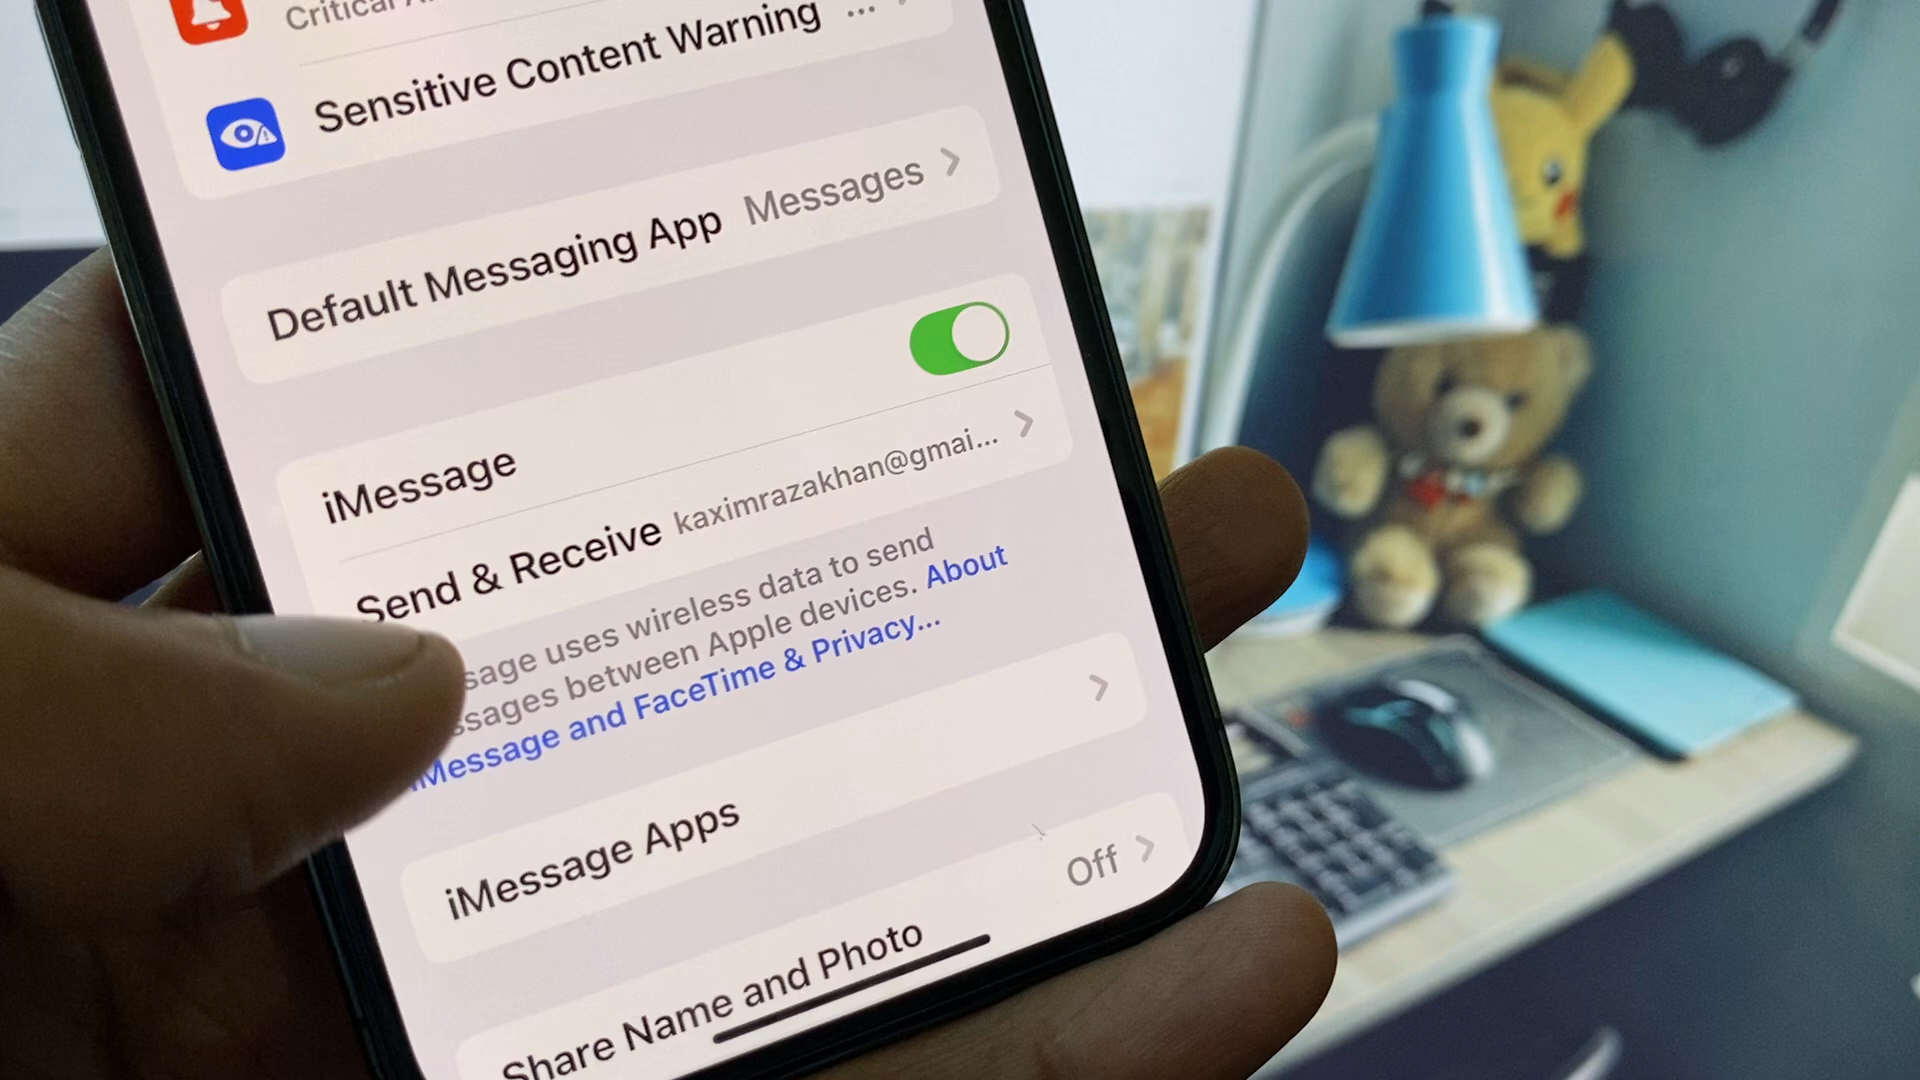 Critical
Sensitive Content Warning ...
Default Messaging App Messages
iMessage
Send & Receive kaximrazakhan@gmai...
sage uses wireless data to send
ssages between Apple devices. About
iMessage and FaceTime & Privacy...
iMessage Apps
Off
Share Name and Photo